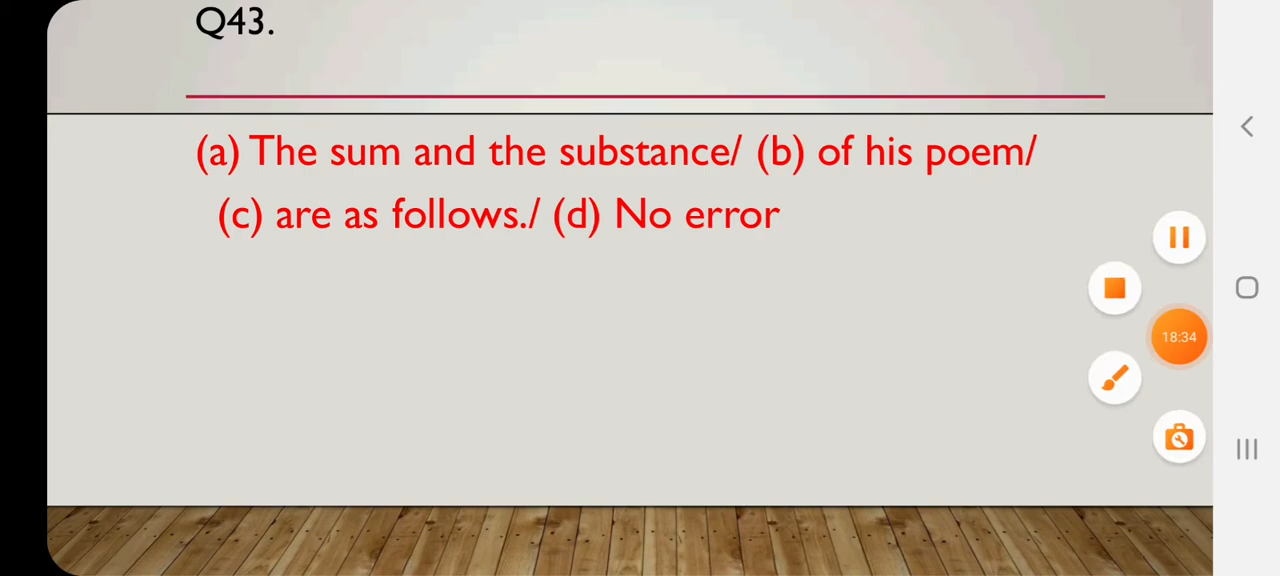 Q43.
(a) The sum and the substance/ (b) of his poem/
(c) are as follows./ (d) No error
18:34